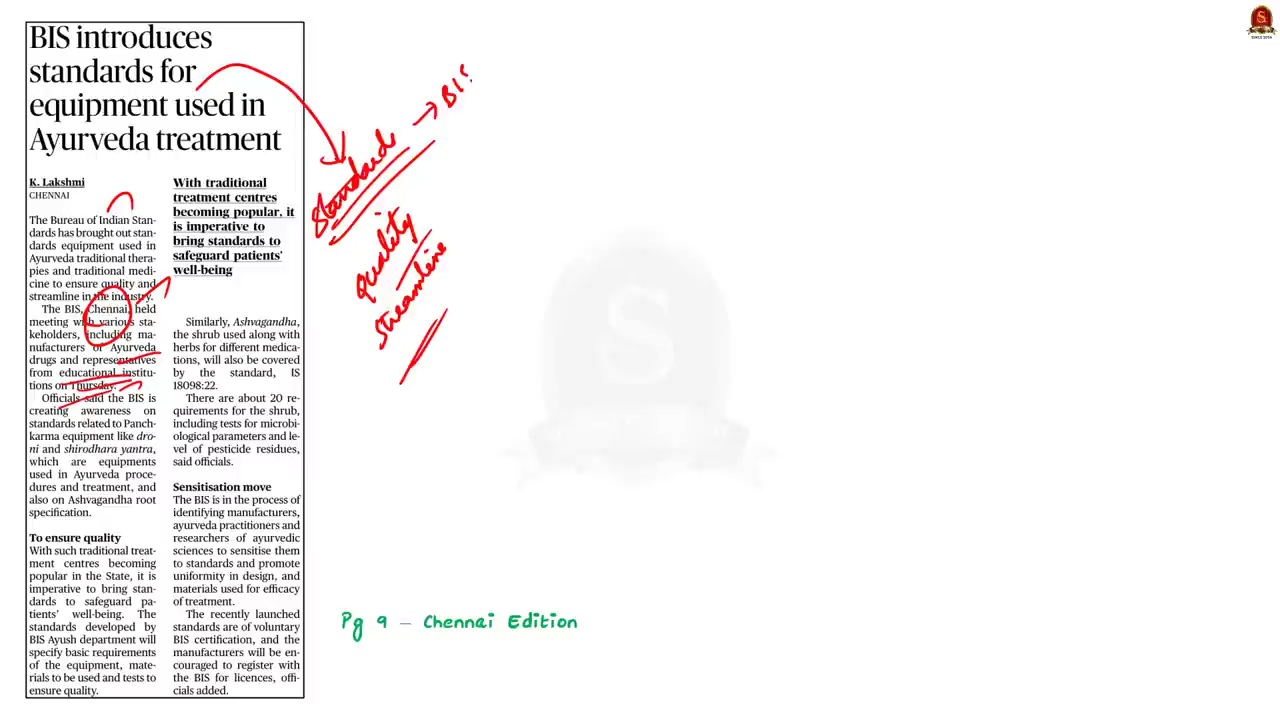 BIS introduces
standards for
equipment used in
Ayurveda treatment
K. Lakshmi
CHENNAI
The Bureau of Indian Stan-
dards has brought out stan-
dards equipment used in
Ayurveda traditional thera-
pies and traditional medi-
cine to ensure quality and
streamline in the industry.
The BIS, Chennai, held
meeting with various sta-
keholders, including ma-
nufacturers of Ayurveda
drugs and representatives
from educational institu-
tions on Thursday.
Officials said the BIS is
creating awareness on
standards related to Panch-
karma equipment like dro-
ni and shirodhara yantra,
which are equipments
used in Ayurveda proce-
dures and treatment, and
also on Ashvagandha root
specification.
To ensure quality
With such traditional treat-
ment centres becoming
popular in the State, it is
imperative to bring stan-
dards to safeguard pa-
tients' well-being. The
standards developed by
BIS Ayush department will
specify basic requirements
of the equipment, mate-
rials to be used and tests to
ensure quality.
With traditional
treatment centres
becoming popular, it
is imperative to
bring standards to
safeguard patients'
well-being
Similarly, Ashvagandha,
the shrub used along with
herbs for different medica-
tions, will also be covered
by the standard, IS
18098:22.
There are about 20 re-
quirements for the shrub,
including tests for microbi-
ological parameters and le-
vel of pesticide residues,
said officials.
Sensitisation move
The BIS is in the process of
identifying manufacturers,
ayurveda practitioners and
researchers of ayurvedic
sciences to sensitise them
to standards and promote
uniformity in design, and
materials used for efficacy
of treatment.
The recently launched
standards are of voluntary
BIS certification, and the
manufacturers will be en-
couraged to register with
the BIS for licences, offi-
cials added.
Standards → BIS
Quality
Streamline
Pg 9 – Chennai Edition
S
SINCE 2004
S